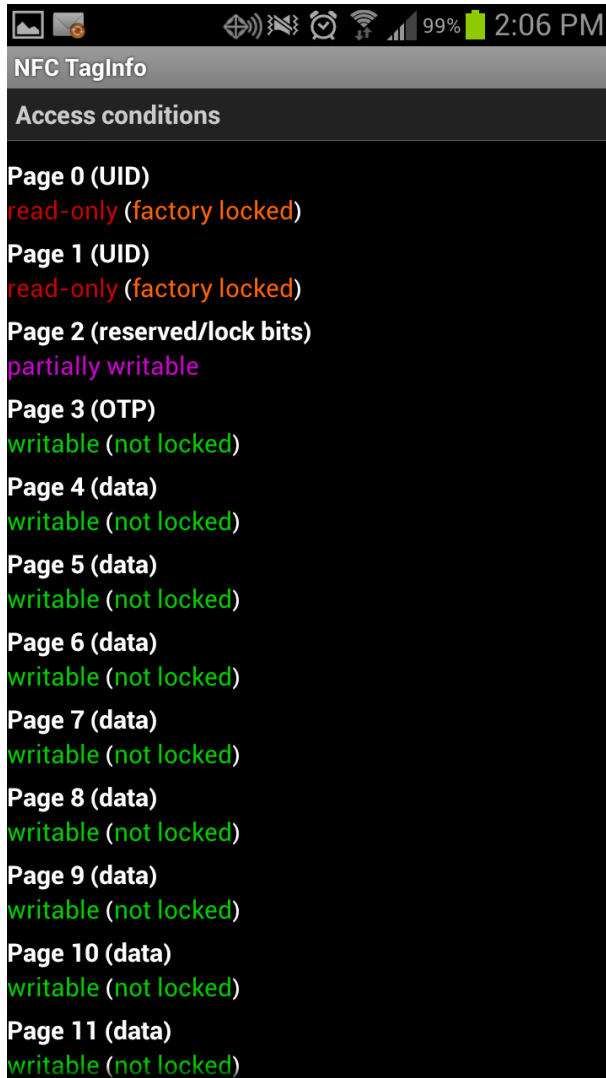 99% 2:06 PM
NFC TagInfo
Access conditions
Page 0 (UID)
read-only (factory locked)
Page 1 (UID)
read-only (factory locked)
Page 2 (reserved/lock bits)
partially writable
Page 3 (OTP)
writable (not locked)
Page 4 (data)
writable (not locked)
Page 5 (data)
writable (not locked)
Page 6 (data)
writable (not locked)
Page 7 (data)
writable (not locked)
Page 8 (data)
writable (not locked)
Page 9 (data)
writable (not locked)
Page 10 (data)
writable (not locked)
Page 11 (data)
writable (not locked)